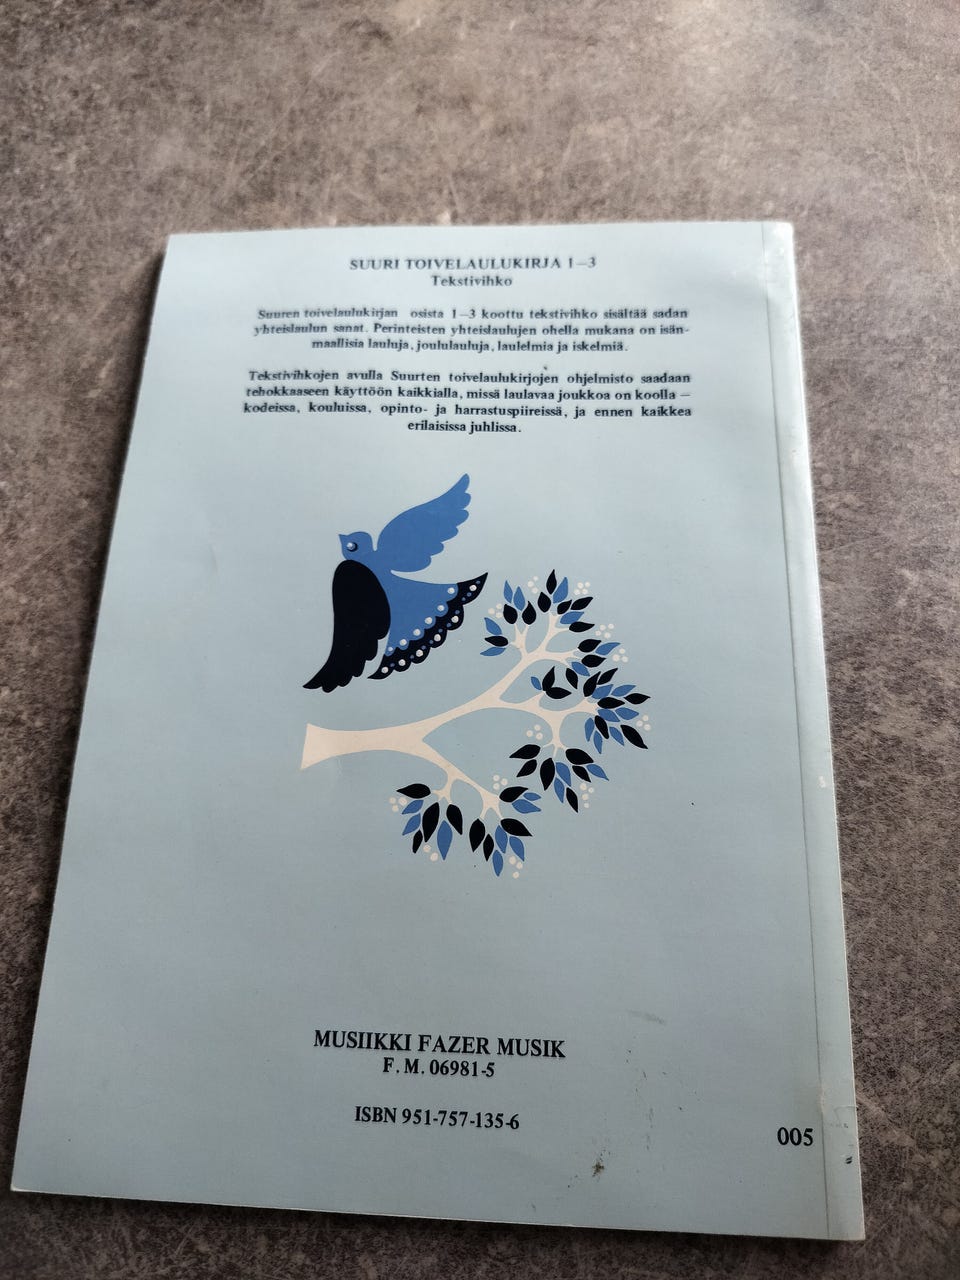 SUURI TOIVELAULUKIRJA 1–3
Tekstivihko
Suuren toivelaulukirjan osista 1–3 koottu tekstivihko sisältää sadan
yhteislaulun sanat. Perinteisten yhteislaulujen ohella mukana on isän-
maallisia lauluja, joululauluja, laulelmia ja iskelmiä.
Tekstivihkojen avulla Suurten toivelaulukirjojen ohjelmisto saadaan
tehokkaaseen käyttöön kaikkialla, missä laulavaa joukkoa on koolla –
kodeissa, kouluissa, opinto- ja harrastuspiireissä, ja ennen kaikkea
erilaisissa juhlissa.
MUSIIKKI FAZER MUSIK
F. M. 06981-5
ISBN 951-757-135-6
005